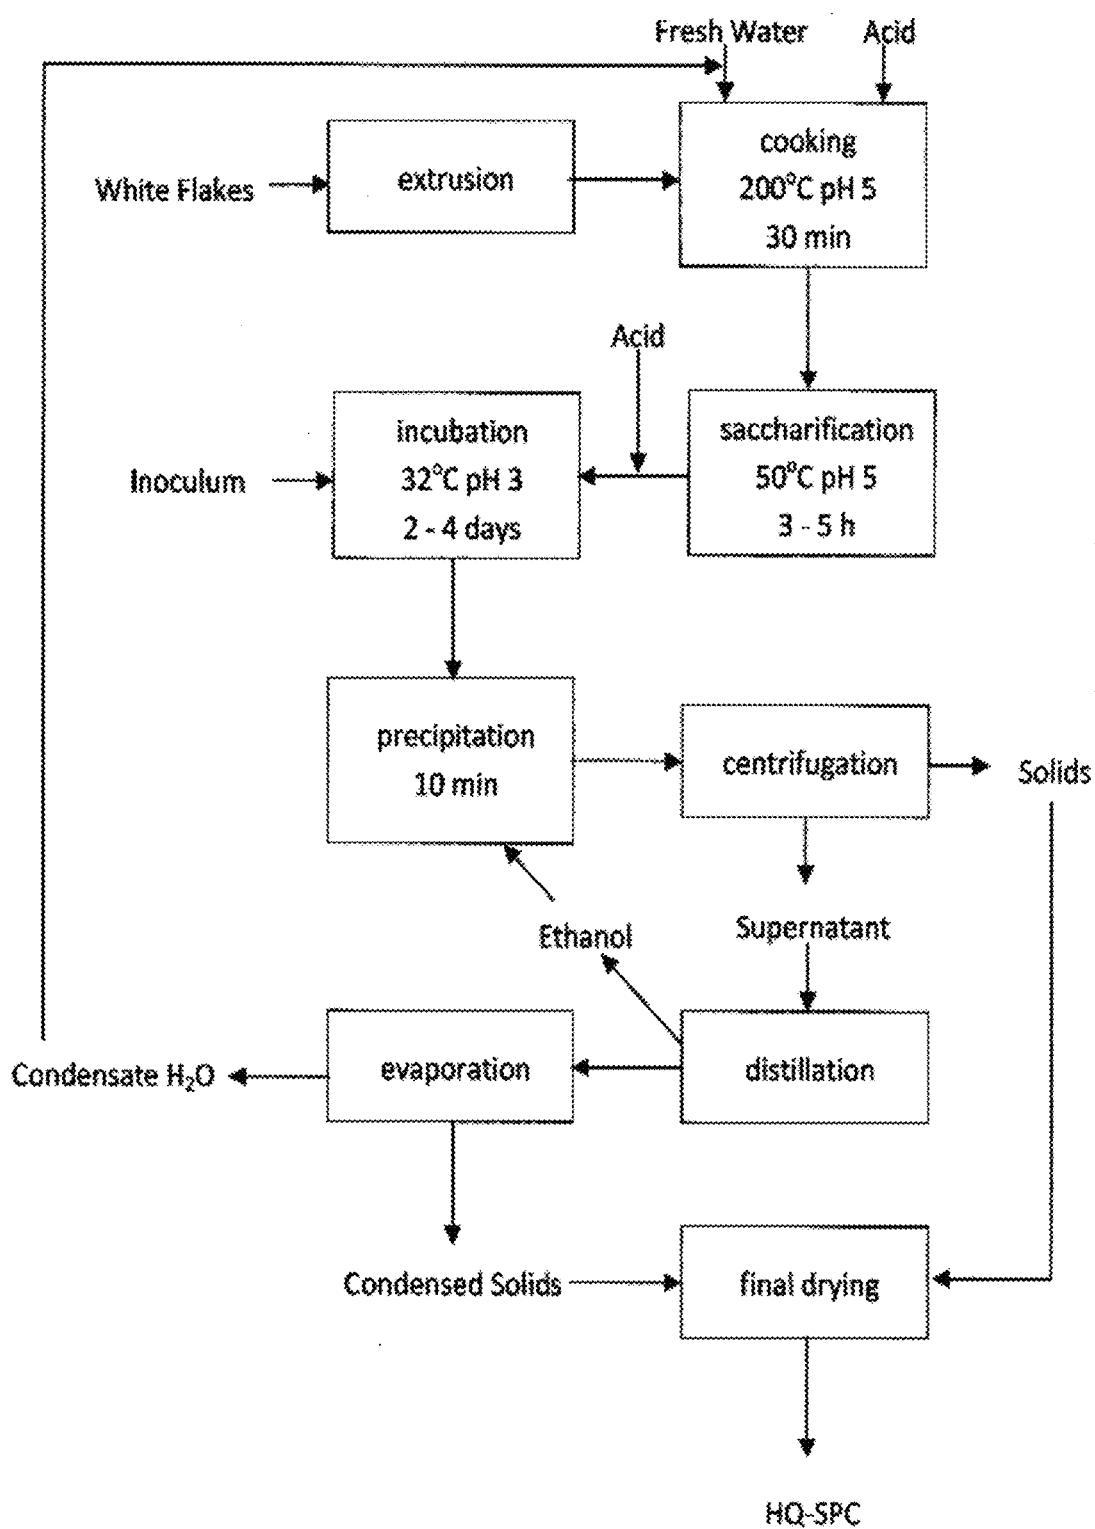 Fresh Water
Acid
White Flakes
extrusion
cooking
200°C pH 5
30 min
Acid
Inoculum
incubation
32°C pH 3
2 - 4 days
saccharification
50°C pH 5
3 - 5 h
precipitation
10 min
centrifugation
Solids
Ethanol
Supernatant
Condensate H₂O
evaporation
distillation
Condensed Solids
final drying
HQ-SPC